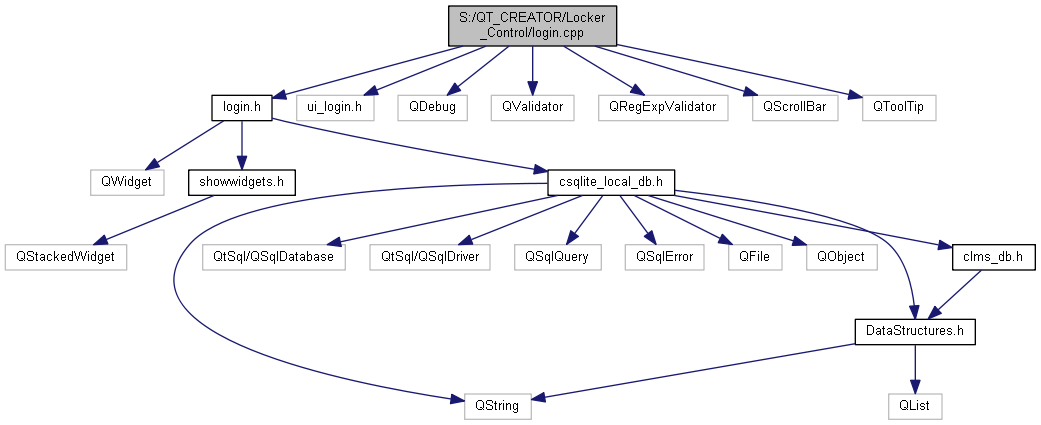 S:/QT_CREATOR/Locker
_Control/login.cpp
login.h
ui_login.h
QDebug
QValidator
QRegExpValidator
QScrollBar
QToolTip
QWidget
showwidgets.h
csqlite_local_db.h
QStackedWidget
QtSql/QSqlDatabase
QtSql/QSqlDriver
QSqlQuery
QSqlError
QFile
QObject
clms_db.h
DataStructures.h
QString
QList